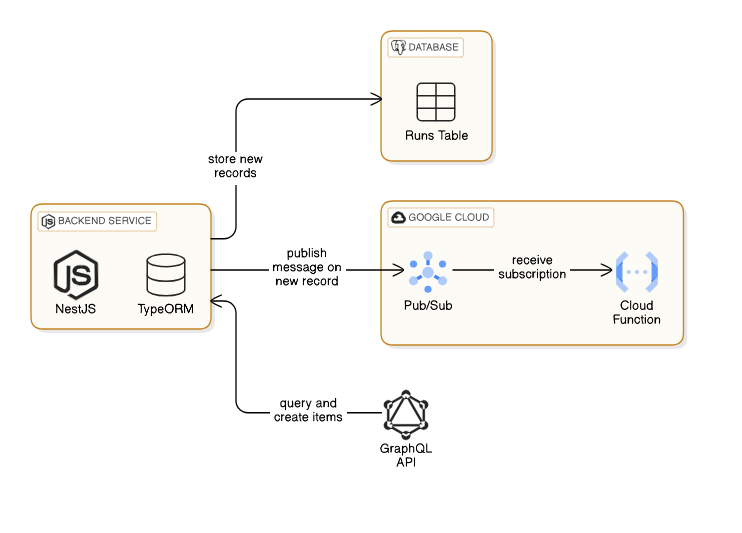 DATABASE
Runs Table
store new
records
BACKEND SERVICE
JS
NestJS
TypeORM
publish
message on
new record
GOOGLE CLOUD
Pub/Sub
receive
subscription
Cloud
Function
query and
create items
GraphQL
API